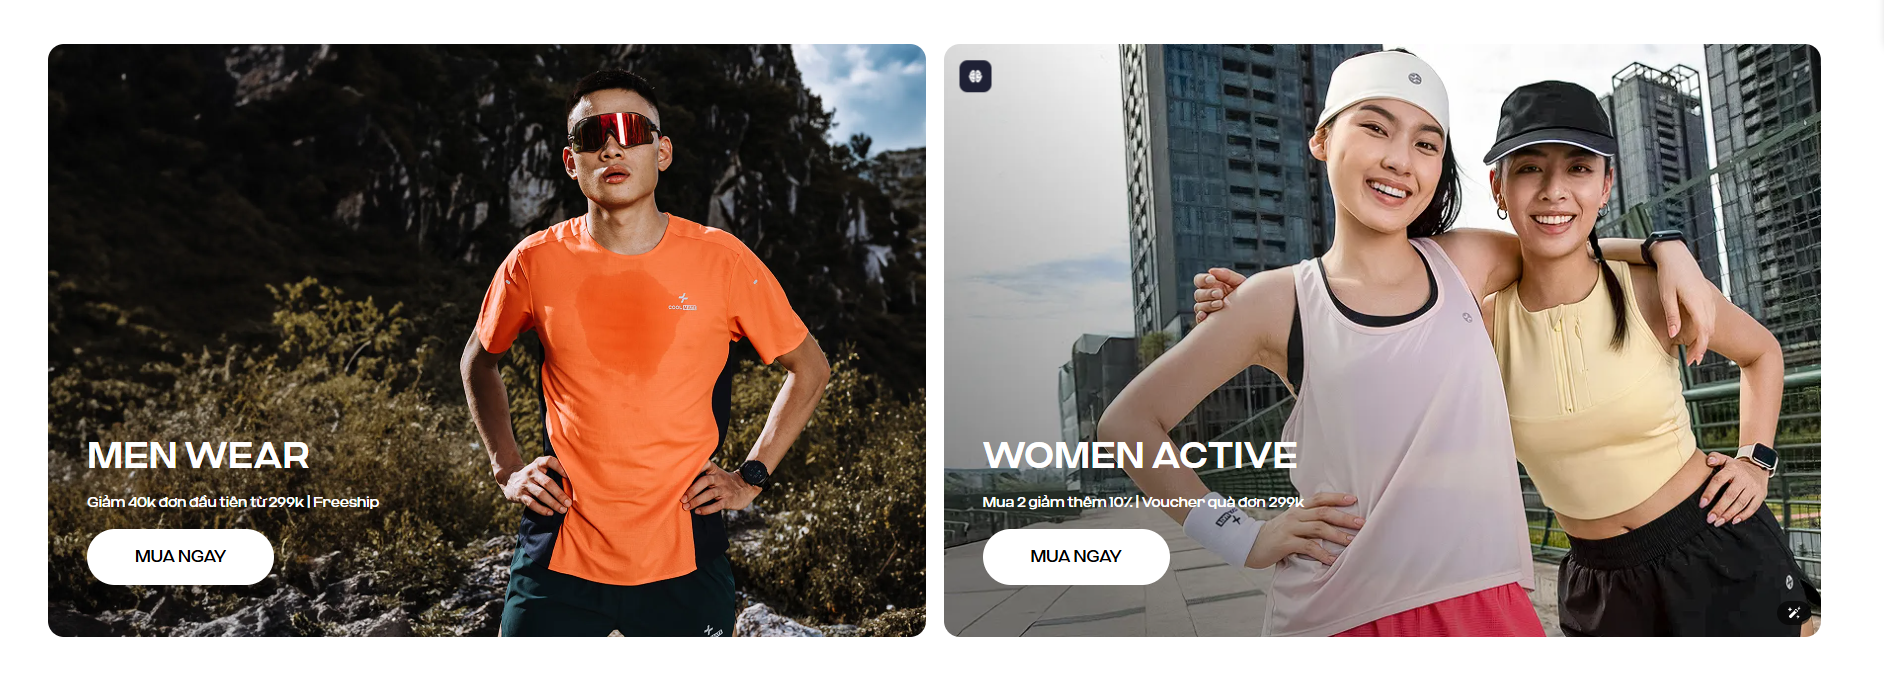 COOLMATE
MEN WEAR
Giảm 40k đơn đầu tiên từ 299k | Freeship
MUA NGAY
WOMEN ACTIVE
Mua 2 giảm thêm 10% | Voucher quà đơn 299k
MUA NGAY